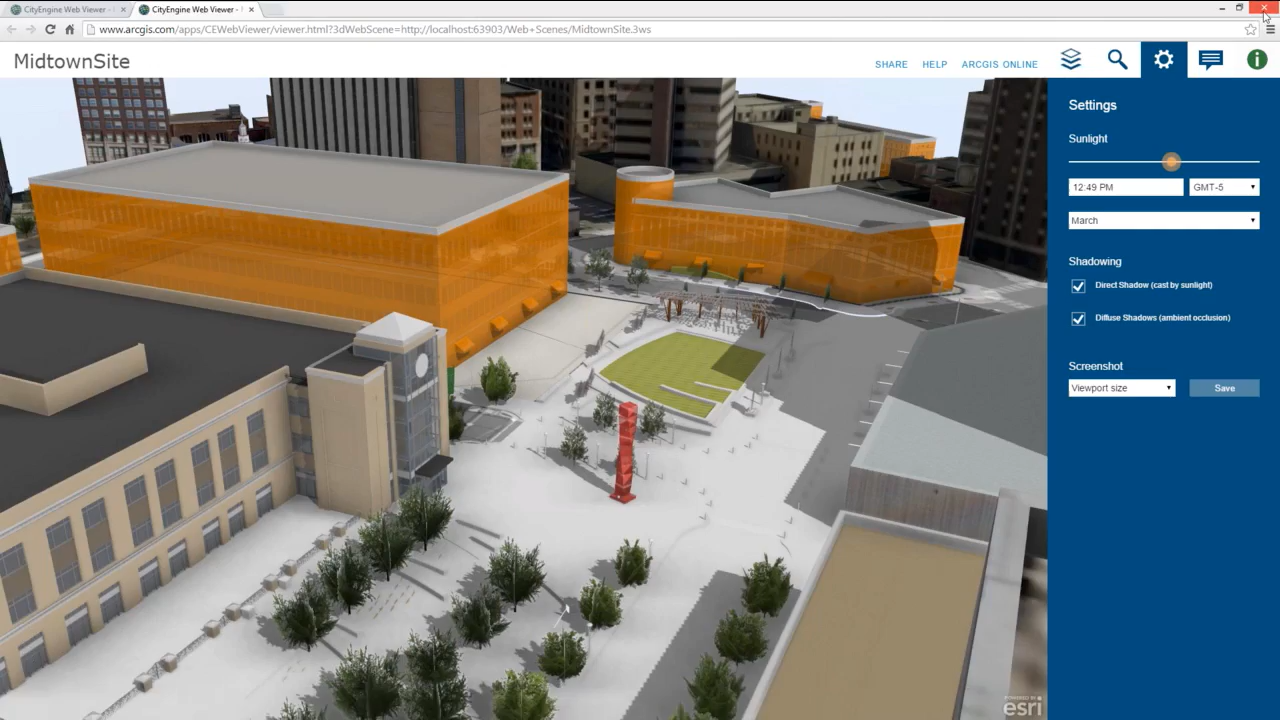 CityEngine Web Viewer -
CityEngine Web Viewer -
www.arcgis.com/apps/CEWebViewer/viewer.html?3dWebScene=http://localhost:63903/Web+Scenes/MidtownSite.3ws
MidtownSite
SHARE HELP ARCGIS ONLINE
Settings
Sunlight
12:49 PM GMT-5
March
Shadowing
Direct Shadow (cast by sunlight)
Diffuse Shadows (ambient occlusion)
Screenshot
Viewport size Save
POWERED BY
esri